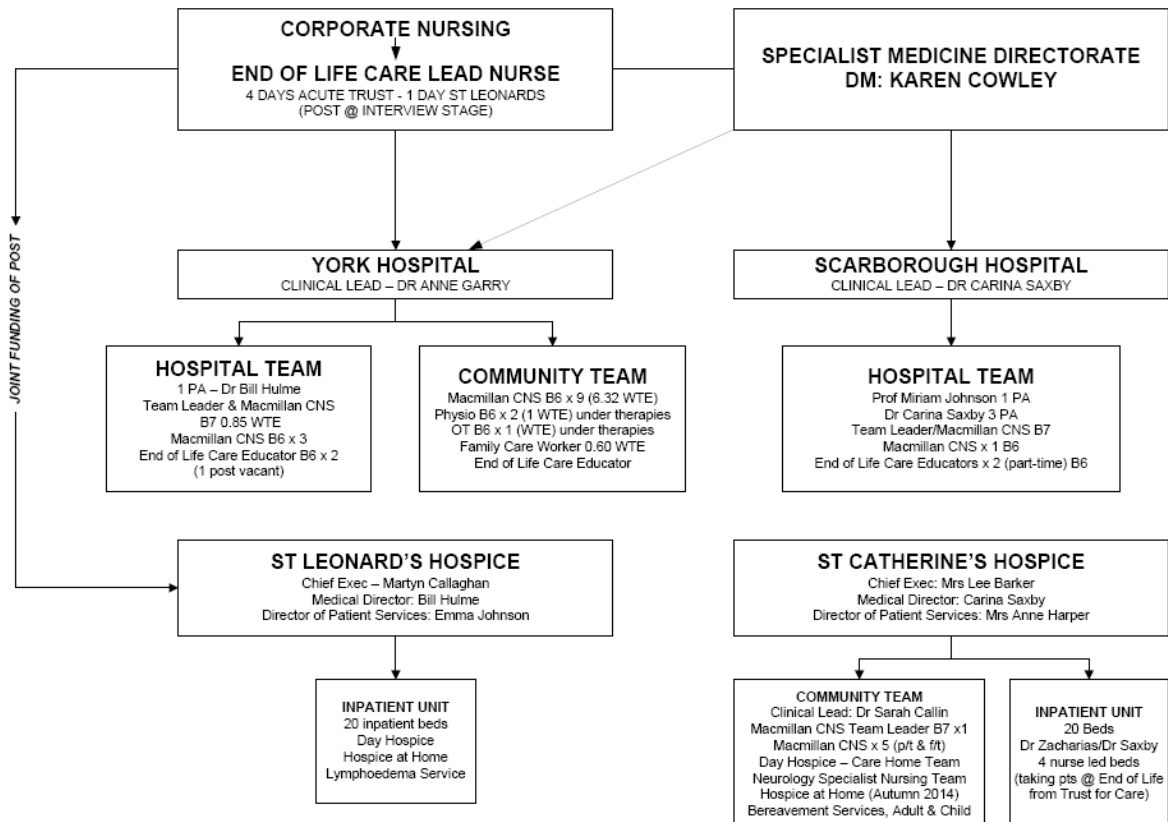 CORPORATE NURSING
END OF LIFE CARE LEAD NURSE
4 DAYS ACUTE TRUST - 1 DAY ST LEONARDS
(POST @ INTERVIEW STAGE)
SPECIALIST MEDICINE DIRECTORATE
DM: KAREN COWLEY
JOINT FUNDING OF POST
YORK HOSPITAL
CLINICAL LEAD – DR ANNE GARRY
SCARBOROUGH HOSPITAL
CLINICAL LEAD – DR CARINA SAXBY
HOSPITAL TEAM
1 PA – Dr Bill Hulme
Team Leader & Macmillan CNS
B7 0.85 WTE
Macmillan CNS B6 x 3
End of Life Care Educator B6 x 2
(1 post vacant)
COMMUNITY TEAM
Macmillan CNS B6 x 9 (6.32 WTE)
Physio B6 x 2 (1 WTE) under therapies
OT B6 x 1 (WTE) under therapies
Family Care Worker 0.60 WTE
End of Life Care Educator
HOSPITAL TEAM
Prof Miriam Johnson 1 PA
Dr Carina Saxby 3 PA
Team Leader/Macmillan CNS B7
Macmillan CNS x 1 B6
End of Life Care Educators x 2 (part-time) B6
ST LEONARD'S HOSPICE
Chief Exec – Martyn Callaghan
Medical Director: Bill Hulme
Director of Patient Services: Emma Johnson
ST CATHERINE'S HOSPICE
Chief Exec: Mrs Lee Barker
Medical Director: Carina Saxby
Director of Patient Services: Mrs Anne Harper
INPATIENT UNIT
20 inpatient beds
Day Hospice
Hospice at Home
Lymphoedema Service
COMMUNITY TEAM
Clinical Lead: Dr Sarah Callin
Macmillan CNS Team Leader B7 x1
Macmillan CNS x 5 (p/t & f/t)
Day Hospice – Care Home Team
Neurology Specialist Nursing Team
Hospice at Home (Autumn 2014)
Bereavement Services, Adult & Child
INPATIENT UNIT
20 Beds
Dr Zacharias/Dr Saxby
4 nurse led beds
(taking pts @ End of Life
from Trust for Care)